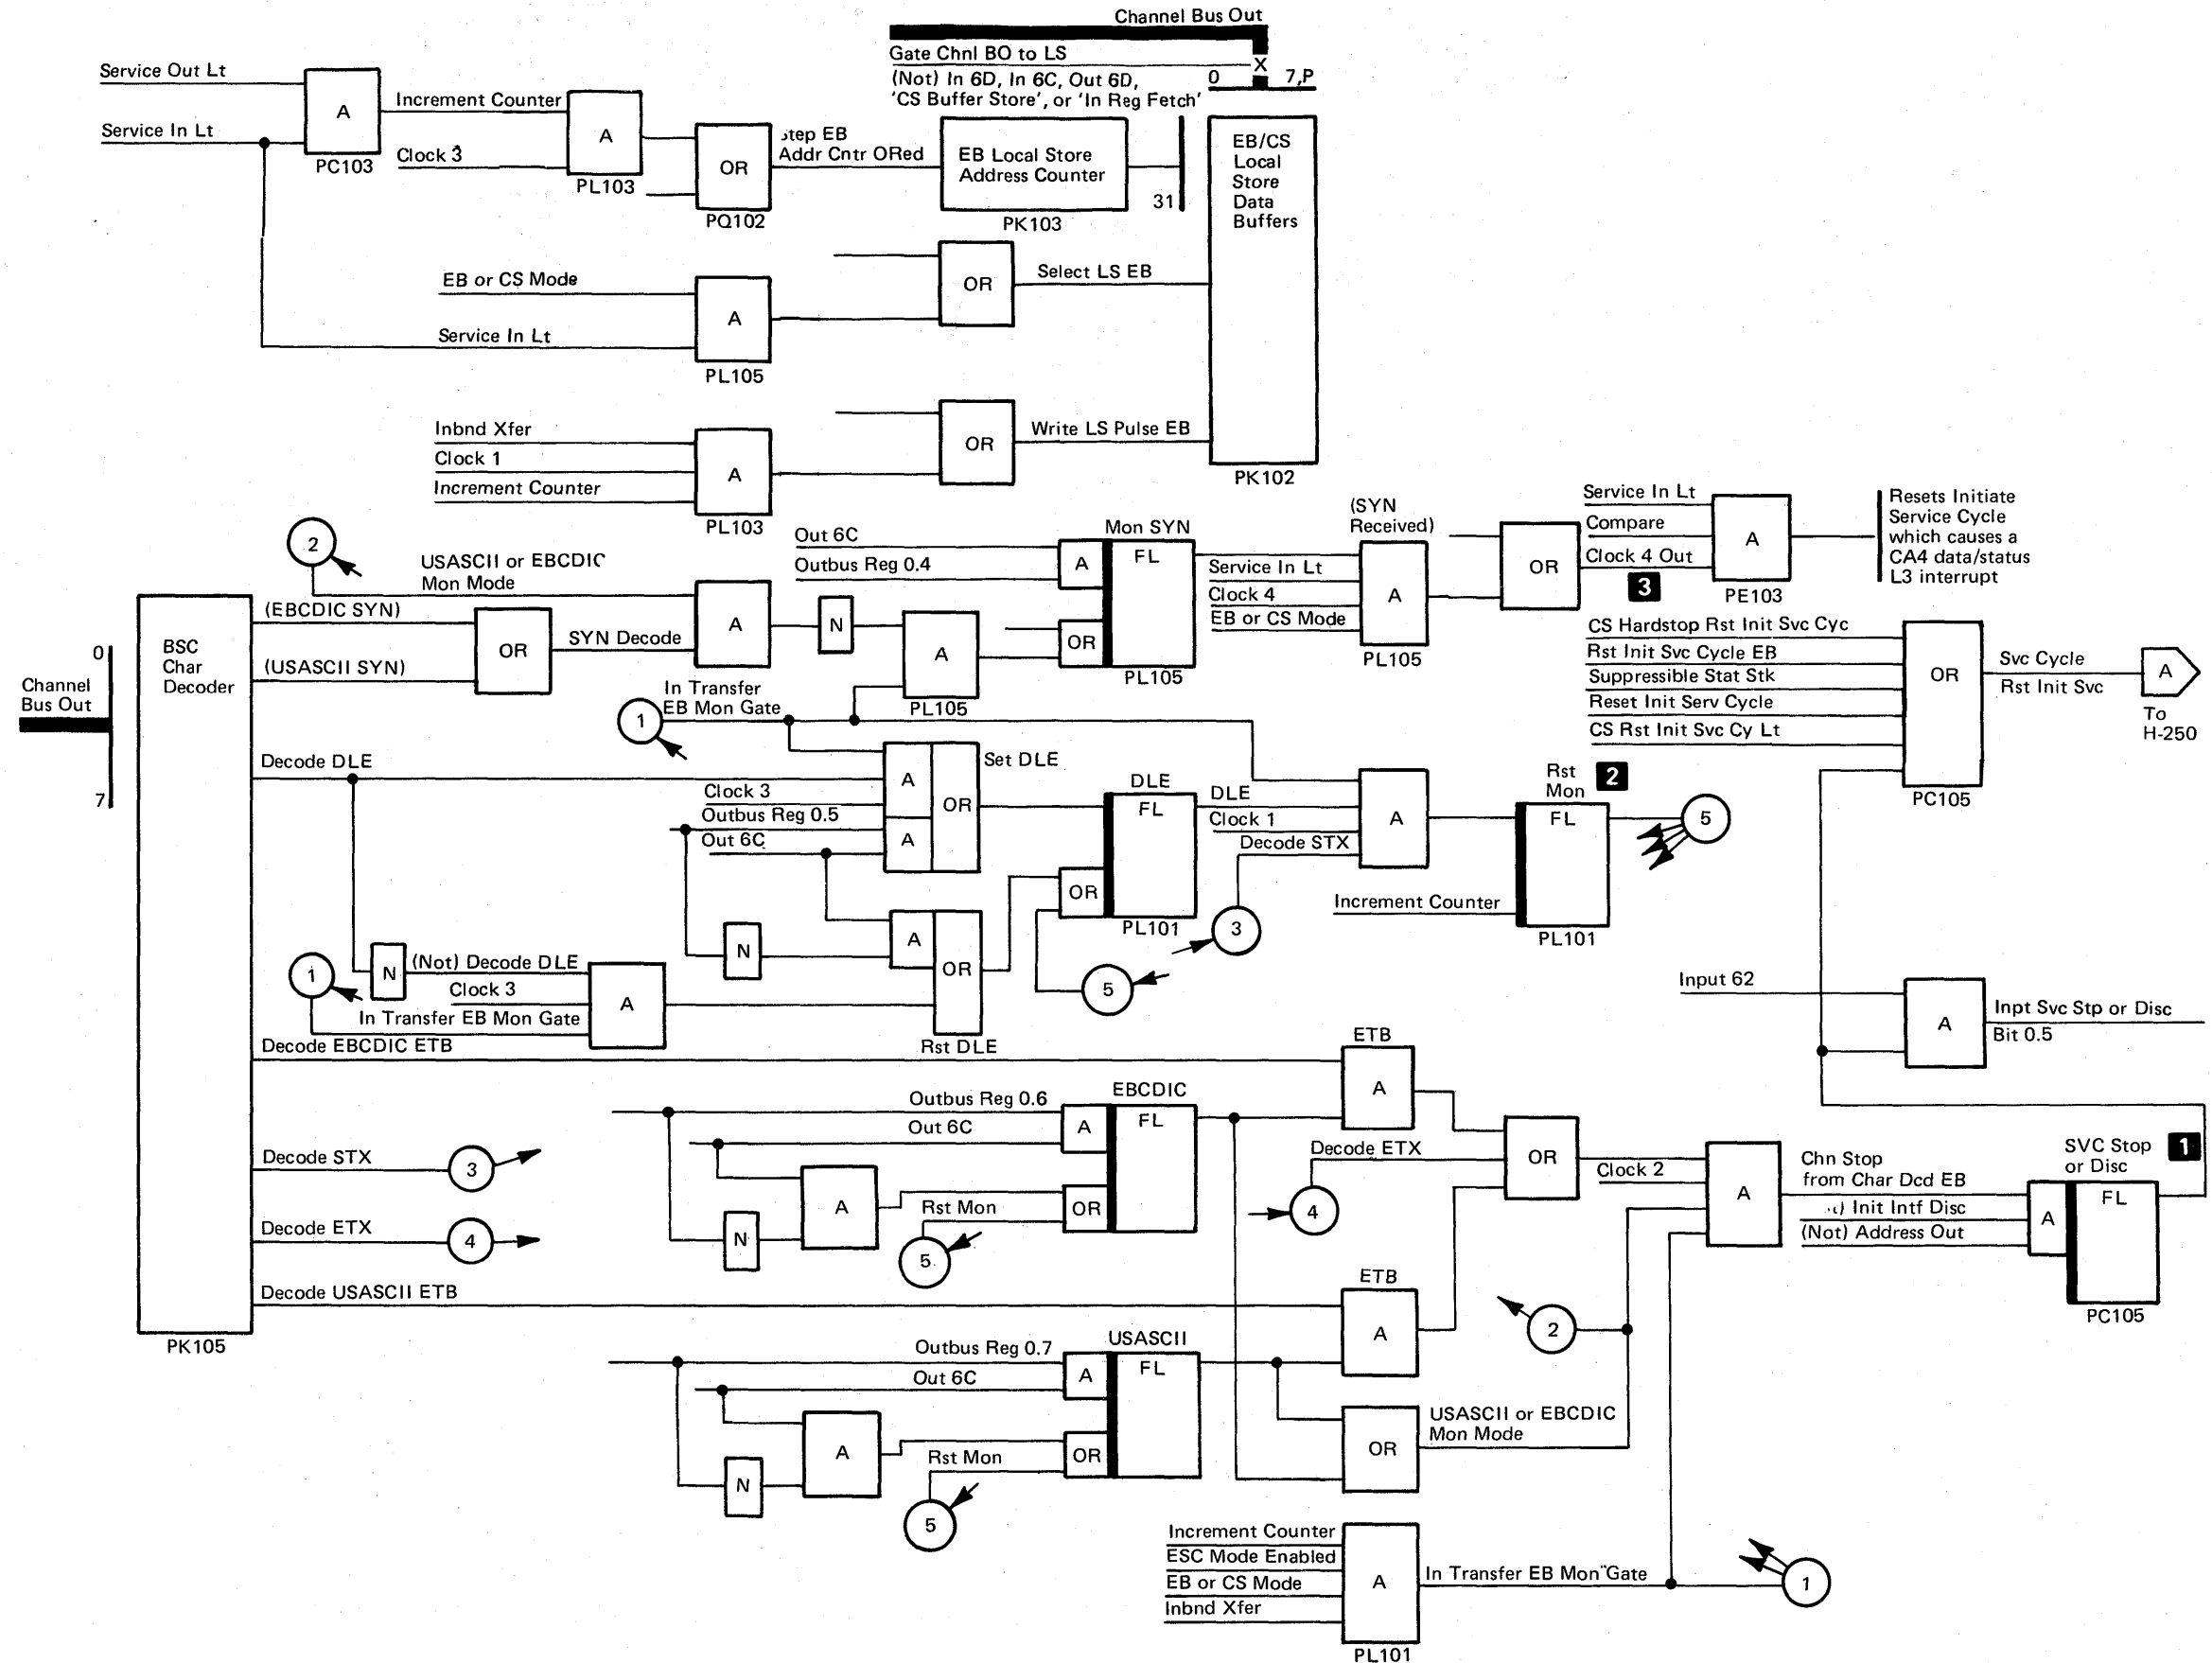 Channel Bus Out
Gate Chnl BO to LS
X
(Not) In 6D, In 6C, Out 6D,
'CS Buffer Store', or 'In Reg Fetch'
0
7,P
Service Out Lt
Service In Lt
A
PC103
Increment Counter
Clock 3
A
PL103
OR
PQ102
Step EB
Addr Cntr ORed
EB Local Store
Address Counter
PK103
31
EB/CS
Local
Store
Data
Buffers
PK102
EB or CS Mode
Service In Lt
A
PL105
OR
Select LS EB
Inbnd Xfer
Clock 1
Increment Counter
A
PL103
OR
Write LS Pulse EB
2
USASCII or EBCDIC
Mon Mode
(EBCDIC SYN)
(USASCII SYN)
OR
SYN Decode
A
N
A
PL105
Out 6C
Outbus Reg 0.4
A
OR
Mon SYN
FL
PL105
(SYN
Received)
Service In Lt
Clock 4
EB or CS Mode
A
PL105
OR
Service In Lt
Compare
Clock 4 Out
3
A
PE103
Resets Initiate
Service Cycle
which causes a
CA4 data/status
L3 interrupt
CS Hardstop Rst Init Svc Cyc
Rst Init Svc Cycle EB
Suppressible Stat Stk
Reset Init Serv Cycle
CS Rst Init Svc Cy Lt
OR
PC105
Svc Cycle
Rst Init Svc
A
To
H-250
Channel
Bus Out
0
7
BSC
Char
Decoder
PK105
In Transfer
EB Mon Gate
1
Decode DLE
Clock 3
Outbus Reg 0.5
Out 6C
A
A
OR
Set DLE
N
A
OR
Rst DLE
DLE
FL
OR
PL101
5
DLE
Clock 1
Decode STX
3
A
Increment Counter
Rst
Mon
2
FL
PL101
5
1
N
(Not) Decode DLE
Clock 3
In Transfer EB Mon Gate
A
Decode EBCDIC ETB
Input 62
A
Inpt Svc Stp or Disc
Bit 0.5
Outbus Reg 0.6
Out 6C
A
N
A
Rst Mon
5
OR
EBCDIC
FL
ETB
A
Decode ETX
4
OR
Clock 2
A
Chn Stop
from Char Dcd EB
Init Intf Disc
(Not) Address Out
A
SVC Stop
or Disc
1
FL
PC105
Decode STX
3
Decode ETX
4
Decode USASCII ETB
ETB
A
2
Outbus Reg 0.7
Out 6C
A
N
A
Rst Mon
5
OR
USASCII
FL
OR
USASCII or EBCDIC
Mon Mode
Increment Counter
ESC Mode Enabled
EB or CS Mode
Inbnd Xfer
A
PL101
In Transfer EB Mon Gate
1